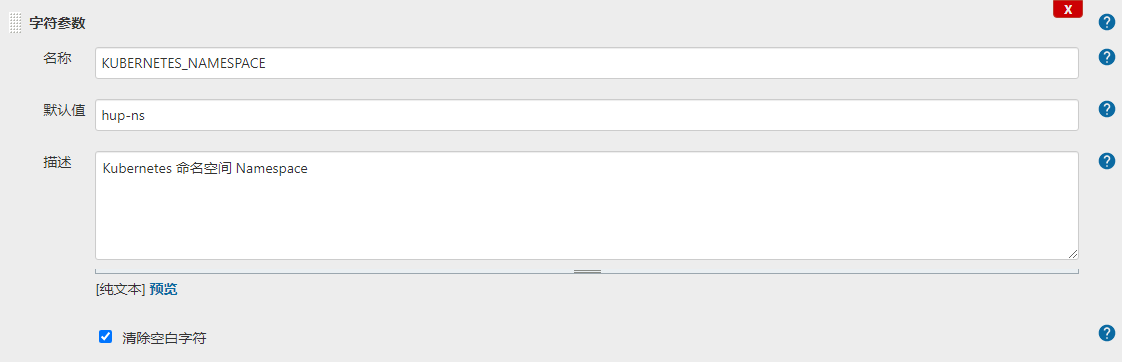 字符参数
X
名称
KUBERNETES_NAMESPACE
默认值
hup-ns
描述
Kubernetes 命名空间 Namespace
[纯文本] 预览
清除空白字符